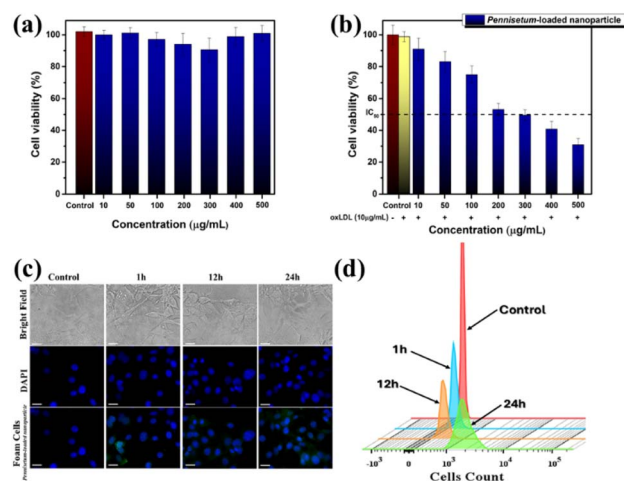 (a)
Cell viability (%)
100
80
60
40
20
0
Control 10 50 100 200 300 400 500
Concentration (µg/mL)
(b)
Pennisetum-loaded nanoparticle
Cell viability (%)
100
80
60
IC50
40
20
0
Control 10 50 100 200 300 400 500
oxLDL (10µg/mL) - + + + + + + + +
Concentration (µg/mL)
(c)
Control 1h 12h 24h
Bright Field
DAPI
Foam Cells
Pennisetum-loaded nanoparticle
(d)
Control
1h
12h
24h
-10³ 0 10³ 10⁴ 10⁵
Cells Count